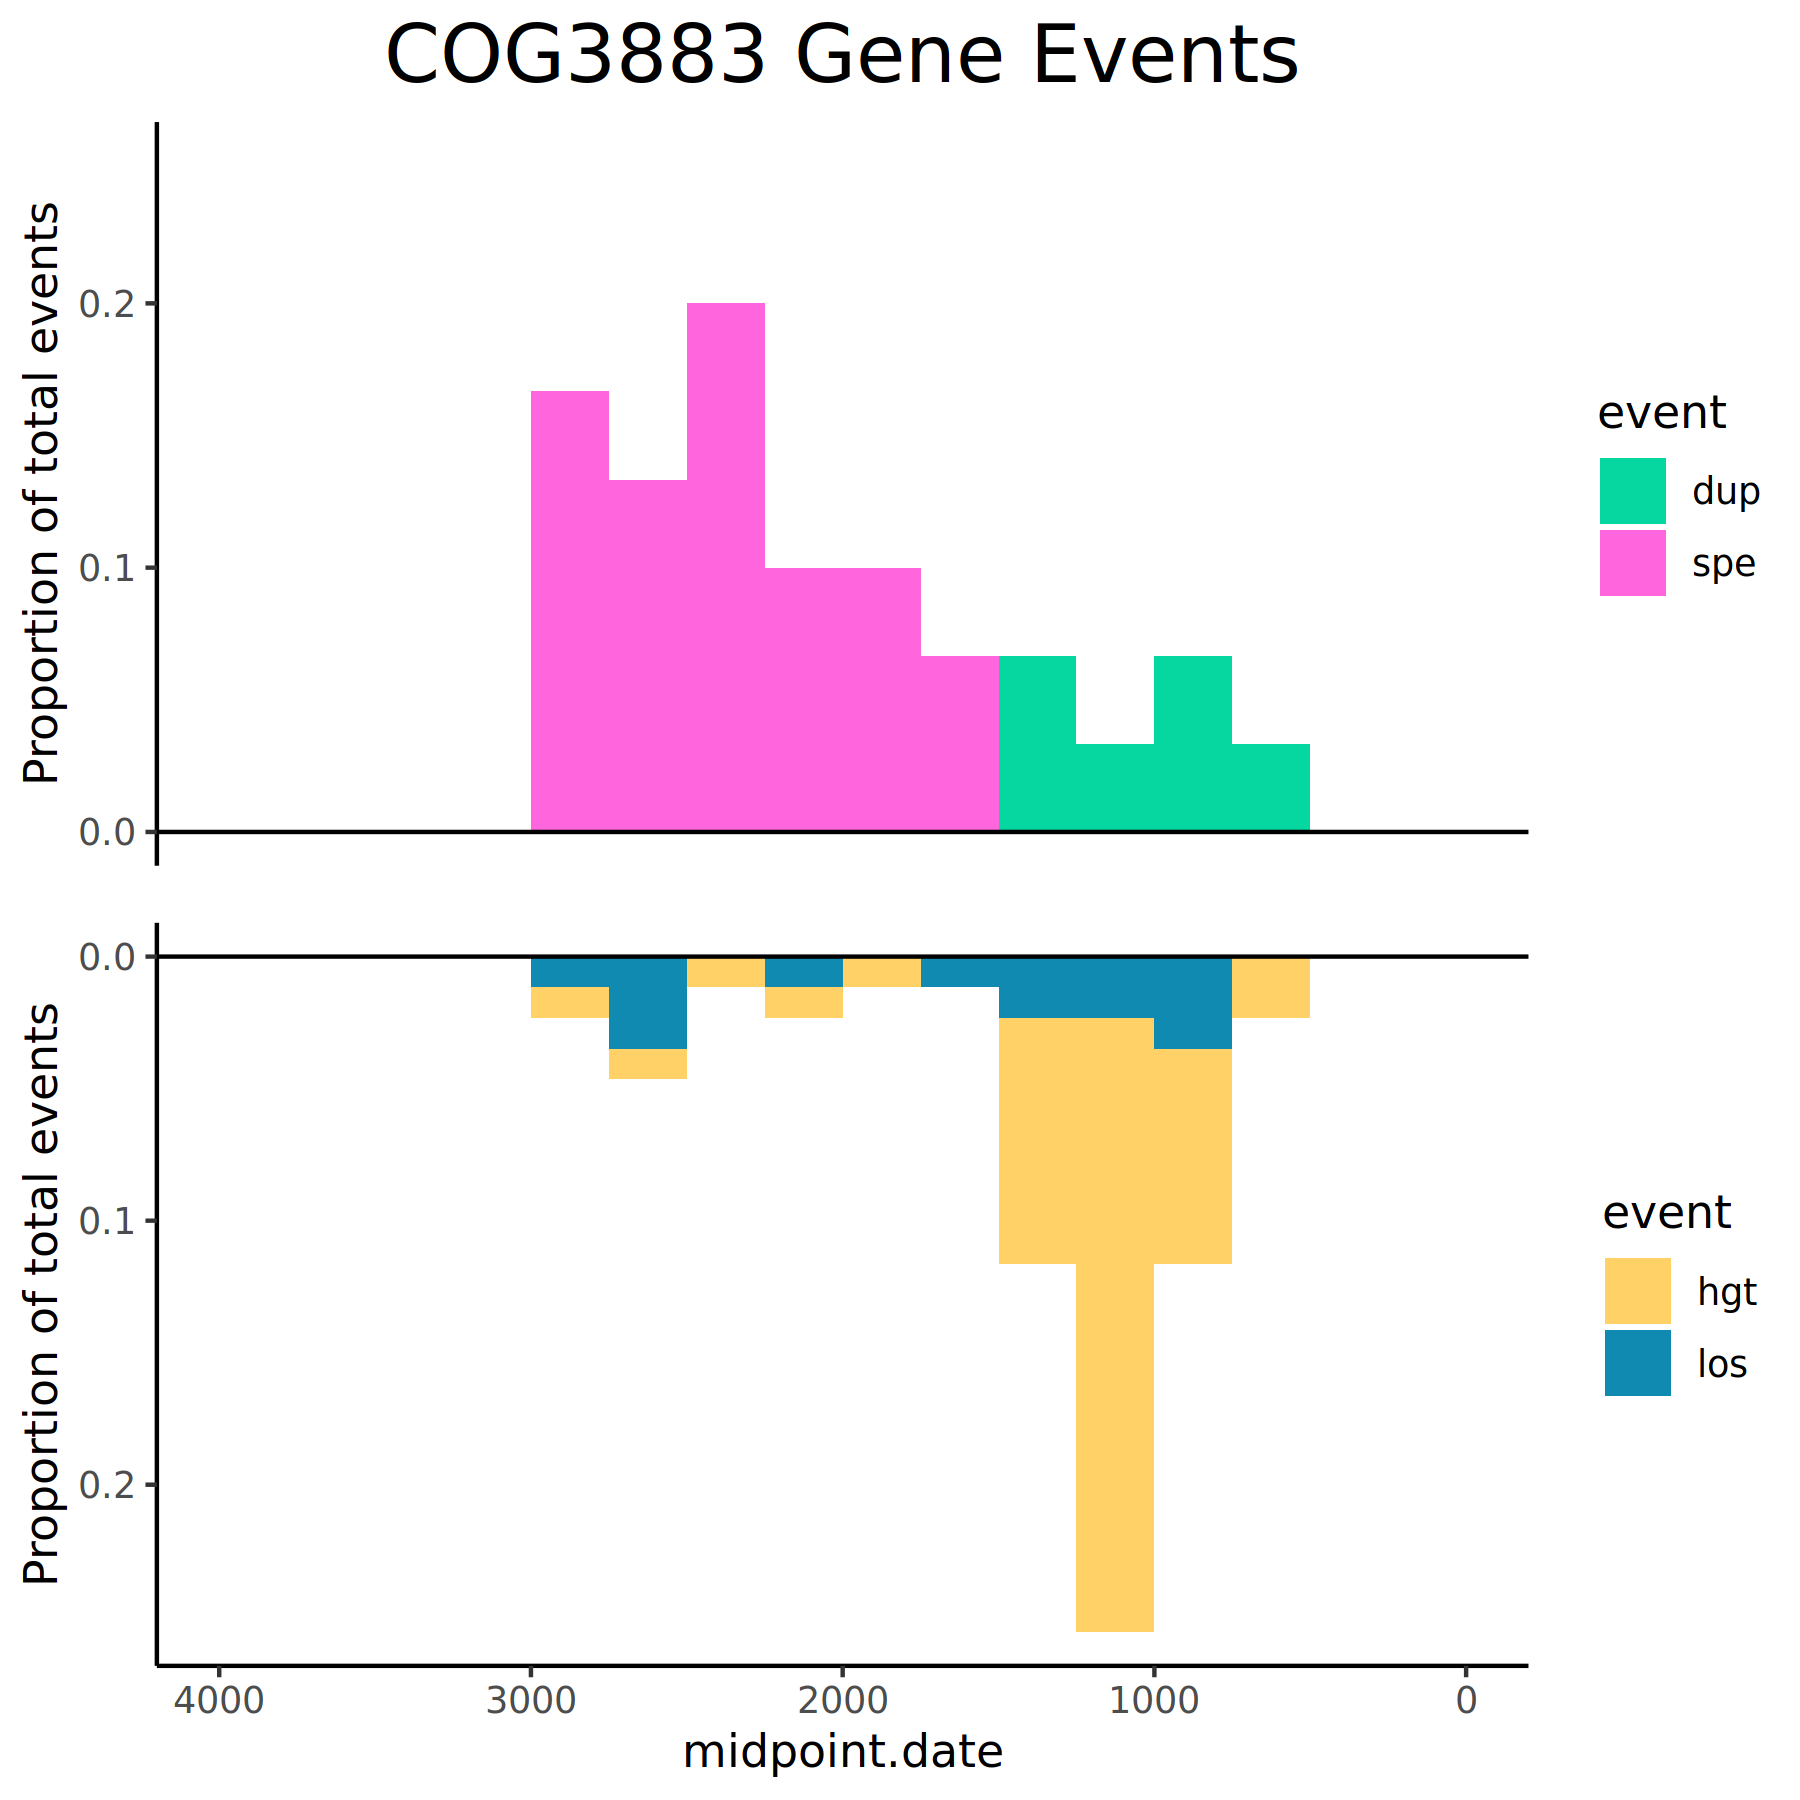 COG3883 Gene Events
Proportion of total events
0.2
0.1
0.0
event
dup
spe
Proportion of total events
0.0
0.1
0.2
event
hgt
los
4000 3000 2000 1000 0
midpoint.date